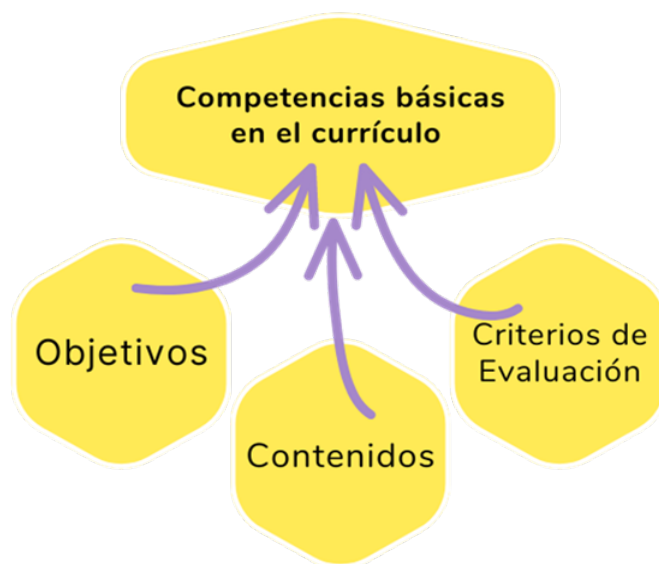 Competencias básicas
en el currículo
Objetivos
Contenidos
Criterios de
Evaluación